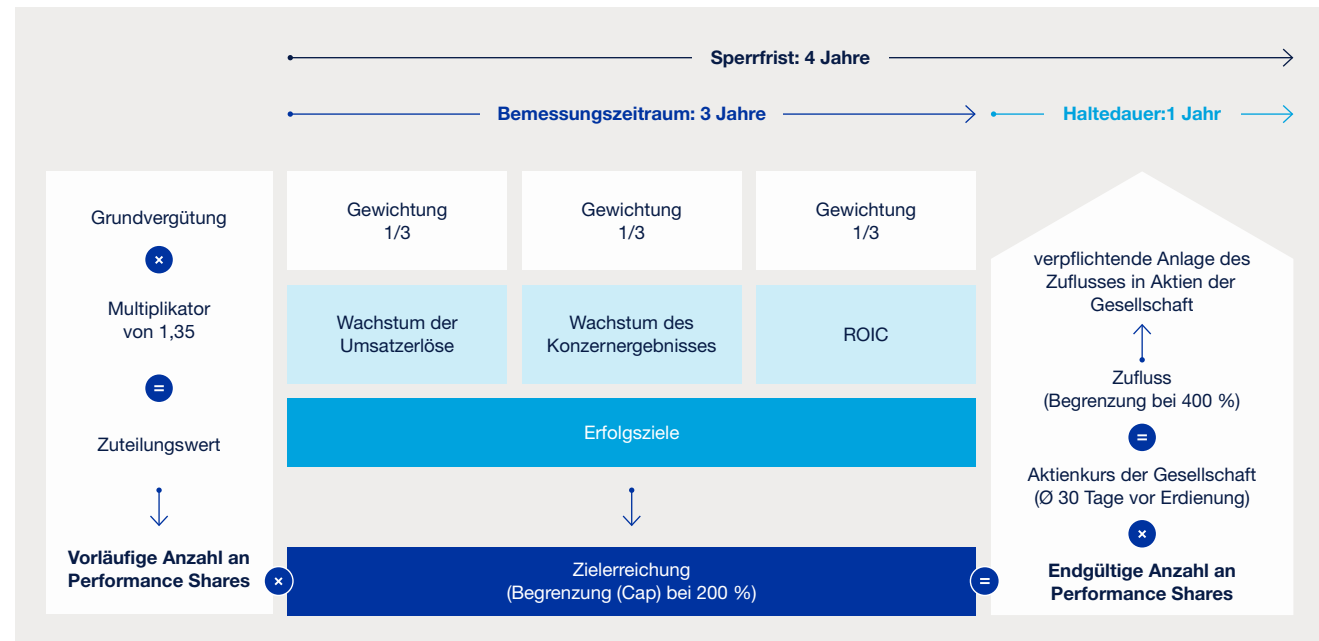 Sperrfrist: 4 Jahre
Bemessungszeitraum: 3 Jahre
Haltedauer:1 Jahr
Grundvergütung
×
Multiplikator
von 1,35
=
Zuteilungswert
Vorläufige Anzahl an
Performance Shares
×
Gewichtung
1/3
Gewichtung
1/3
Gewichtung
1/3
Wachstum der
Umsatzerlöse
Wachstum des
Konzernergebnisses
ROIC
Erfolgsziele
Zielerreichung
(Begrenzung (Cap) bei 200 %)
=
verpflichtende Anlage des
Zuflusses in Aktien der
Gesellschaft
Zufluss
(Begrenzung bei 400 %)
=
Aktienkurs der Gesellschaft
(Ø 30 Tage vor Erdienung)
×
Endgültige Anzahl an
Performance Shares